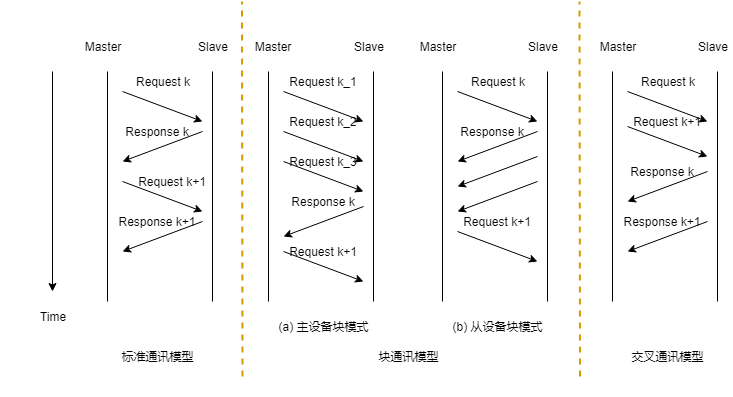 Master
Slave
Master
Slave
Master
Slave
Master
Slave
Request k
Request k_1
Request k
Request k
Request k_2
Request k+1
Response k
Response k
Request k_3
Response k
Request k+1
Response k
Response k+1
Request k+1
Response k+1
Request k+1
Time
(a) 主设备块模式
(b) 从设备块模式
标准通讯模型
块通讯模型
交叉通讯模型